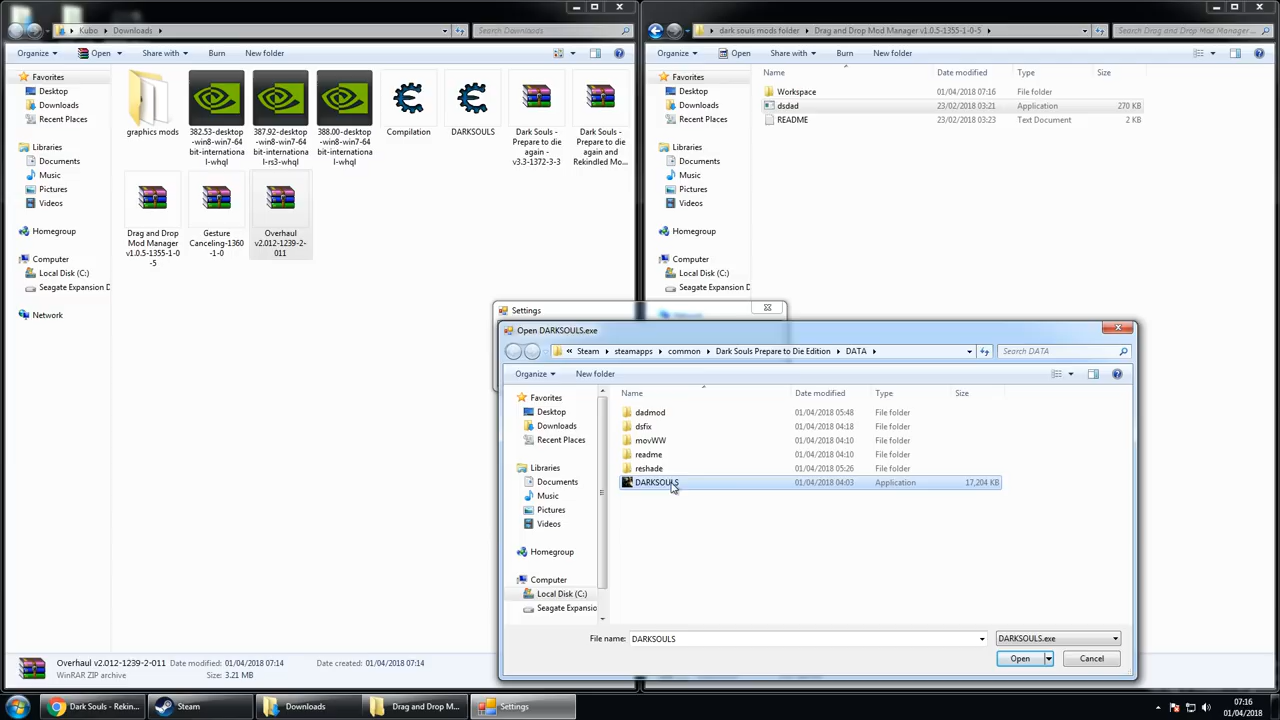 Kubo ▸ Downloads ▸
Search Downloads
Organize
Open
Share with
Burn
New folder
Favorites
Desktop
Downloads
Recent Places
Libraries
Documents
Music
Pictures
Videos
Homegroup
Computer
Local Disk (C:)
Seagate Expansion D
Network
graphics mods
382.53-desktop
-win8-win7-64
bit-internationa
l-whql
387.92-desktop
-win8-win7-64
bit-internationa
l-rs3-whql
388.00-desktop
-win8-win7-64
bit-internationa
l-whql
Compilation
DARKSOULS
Dark Souls -
Prepare to die
again -
v3.3-1372-3-3
Dark Souls -
Prepare to die
again and
Rekindled Mo...
Drag and Drop
Mod Manager
v1.0.5-1355-1-0
-5
Gesture
Canceling-1360
-1-0
Overhaul
v2.012-1239-2-
011
Overhaul v2.012-1239-2-011 Date modified: 01/04/2018 07:14 Date created: 01/04/2018 07:14
WinRAR ZIP archive Size: 3.21 MB
dark souls mods folder ▸ Drag and Drop Mod Manager v1.0.5-1355-1-0-5 ▸
Search Drag and Drop Mod Manager ...
Organize
Open
Share with
Burn
New folder
Favorites
Desktop
Downloads
Recent Places
Libraries
Documents
Music
Pictures
Videos
Homegroup
Computer
Local Disk (C:)
Seagate Expansion D
Name Date modified Type Size
Workspace 01/04/2018 07:16 File folder
dsdad 23/02/2018 03:21 Application 270 KB
README 23/02/2018 03:23 Text Document 2 KB
Settings
Open DARKSOULS.exe
« Steam ▸ steamapps ▸ common ▸ Dark Souls Prepare to Die Edition ▸ DATA ▸
Search DATA
Organize
New folder
Favorites
Desktop
Downloads
Recent Places
Libraries
Documents
Music
Pictures
Videos
Homegroup
Computer
Local Disk (C:)
Seagate Expansio
Name Date modified Type Size
dadmod 01/04/2018 05:48 File folder
dsfix 01/04/2018 04:18 File folder
movWW 01/04/2018 04:10 File folder
readme 01/04/2018 04:10 File folder
reshade 01/04/2018 05:26 File folder
DARKSOULS 01/04/2018 04:03 Application 17,204 KB
File name: DARKSOULS
DARKSOULS.exe
Open
Cancel
Dark Souls - Rekin...
Steam
Downloads
Drag and Drop M...
Settings
07:16
01/04/2018